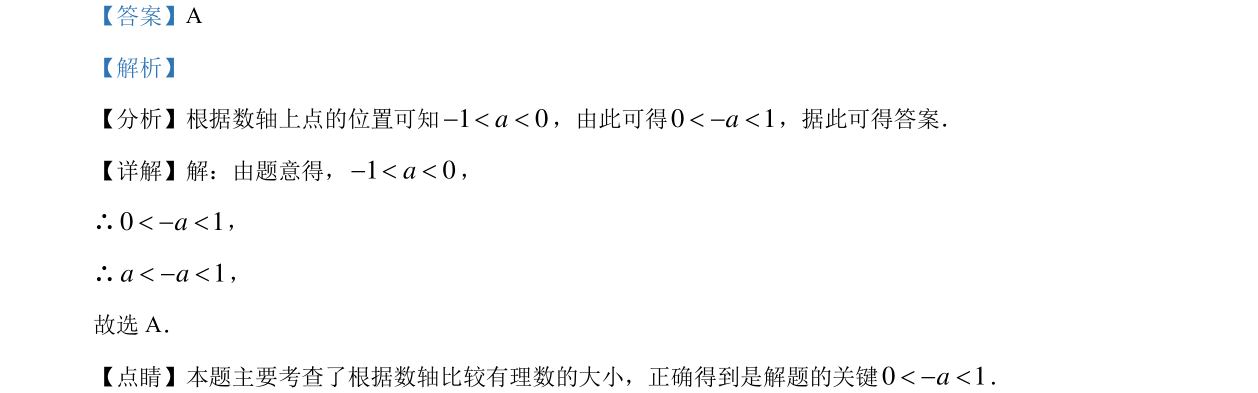 【答案】A
【解析】
【分析】根据数轴上点的位置可知−1 < a < 0，由此可得0 < −a < 1，据此可得答案．
【详解】解：由题意得，−1 < a < 0，
∴0 < −a < 1，
∴a < −a < 1，
故选 A．
【点睛】本题主要考查了根据数轴比较有理数的大小，正确得到是解题的关键0 < −a < 1．